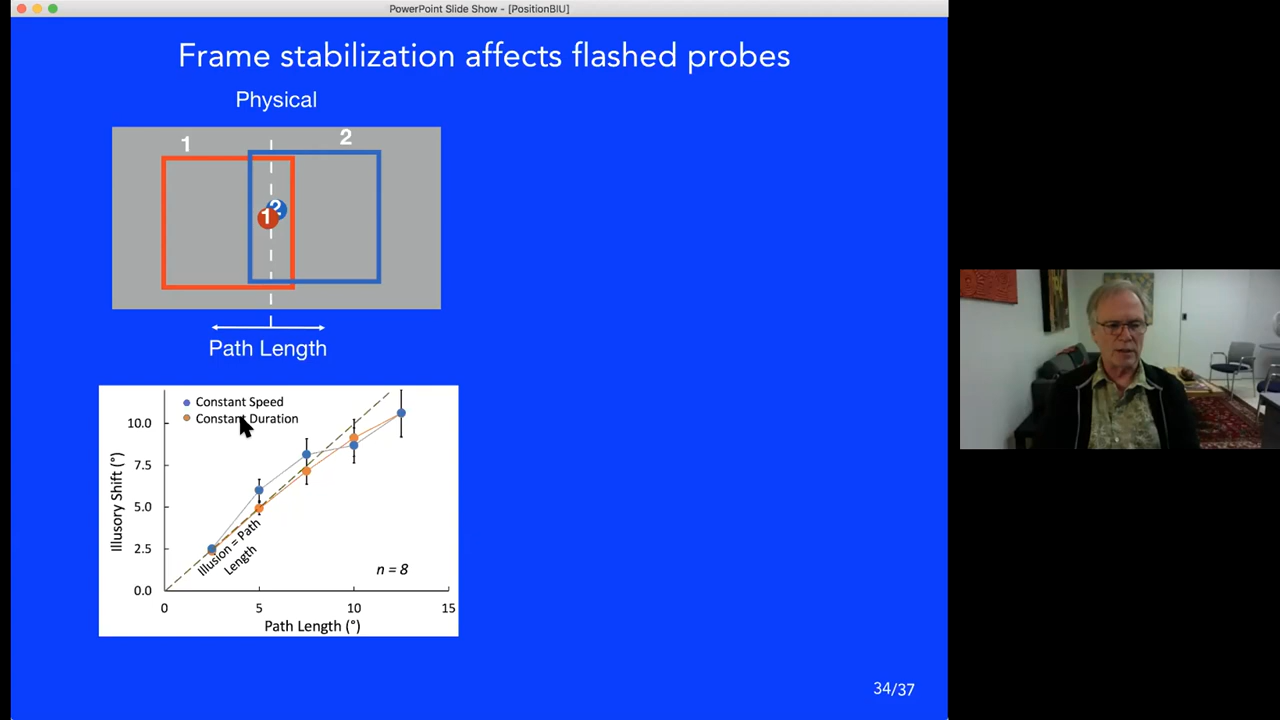 PowerPoint Slide Show - [PositionBIU]
Frame stabilization affects flashed probes
Physical
1
2
2
1
Path Length
Constant Speed
Constant Duration
10.0
7.5
5.0
2.5
0.0
Illusory Shift (°)
Illusion = Path
Length
n = 8
0
5
10
15
Path Length (°)
34/37